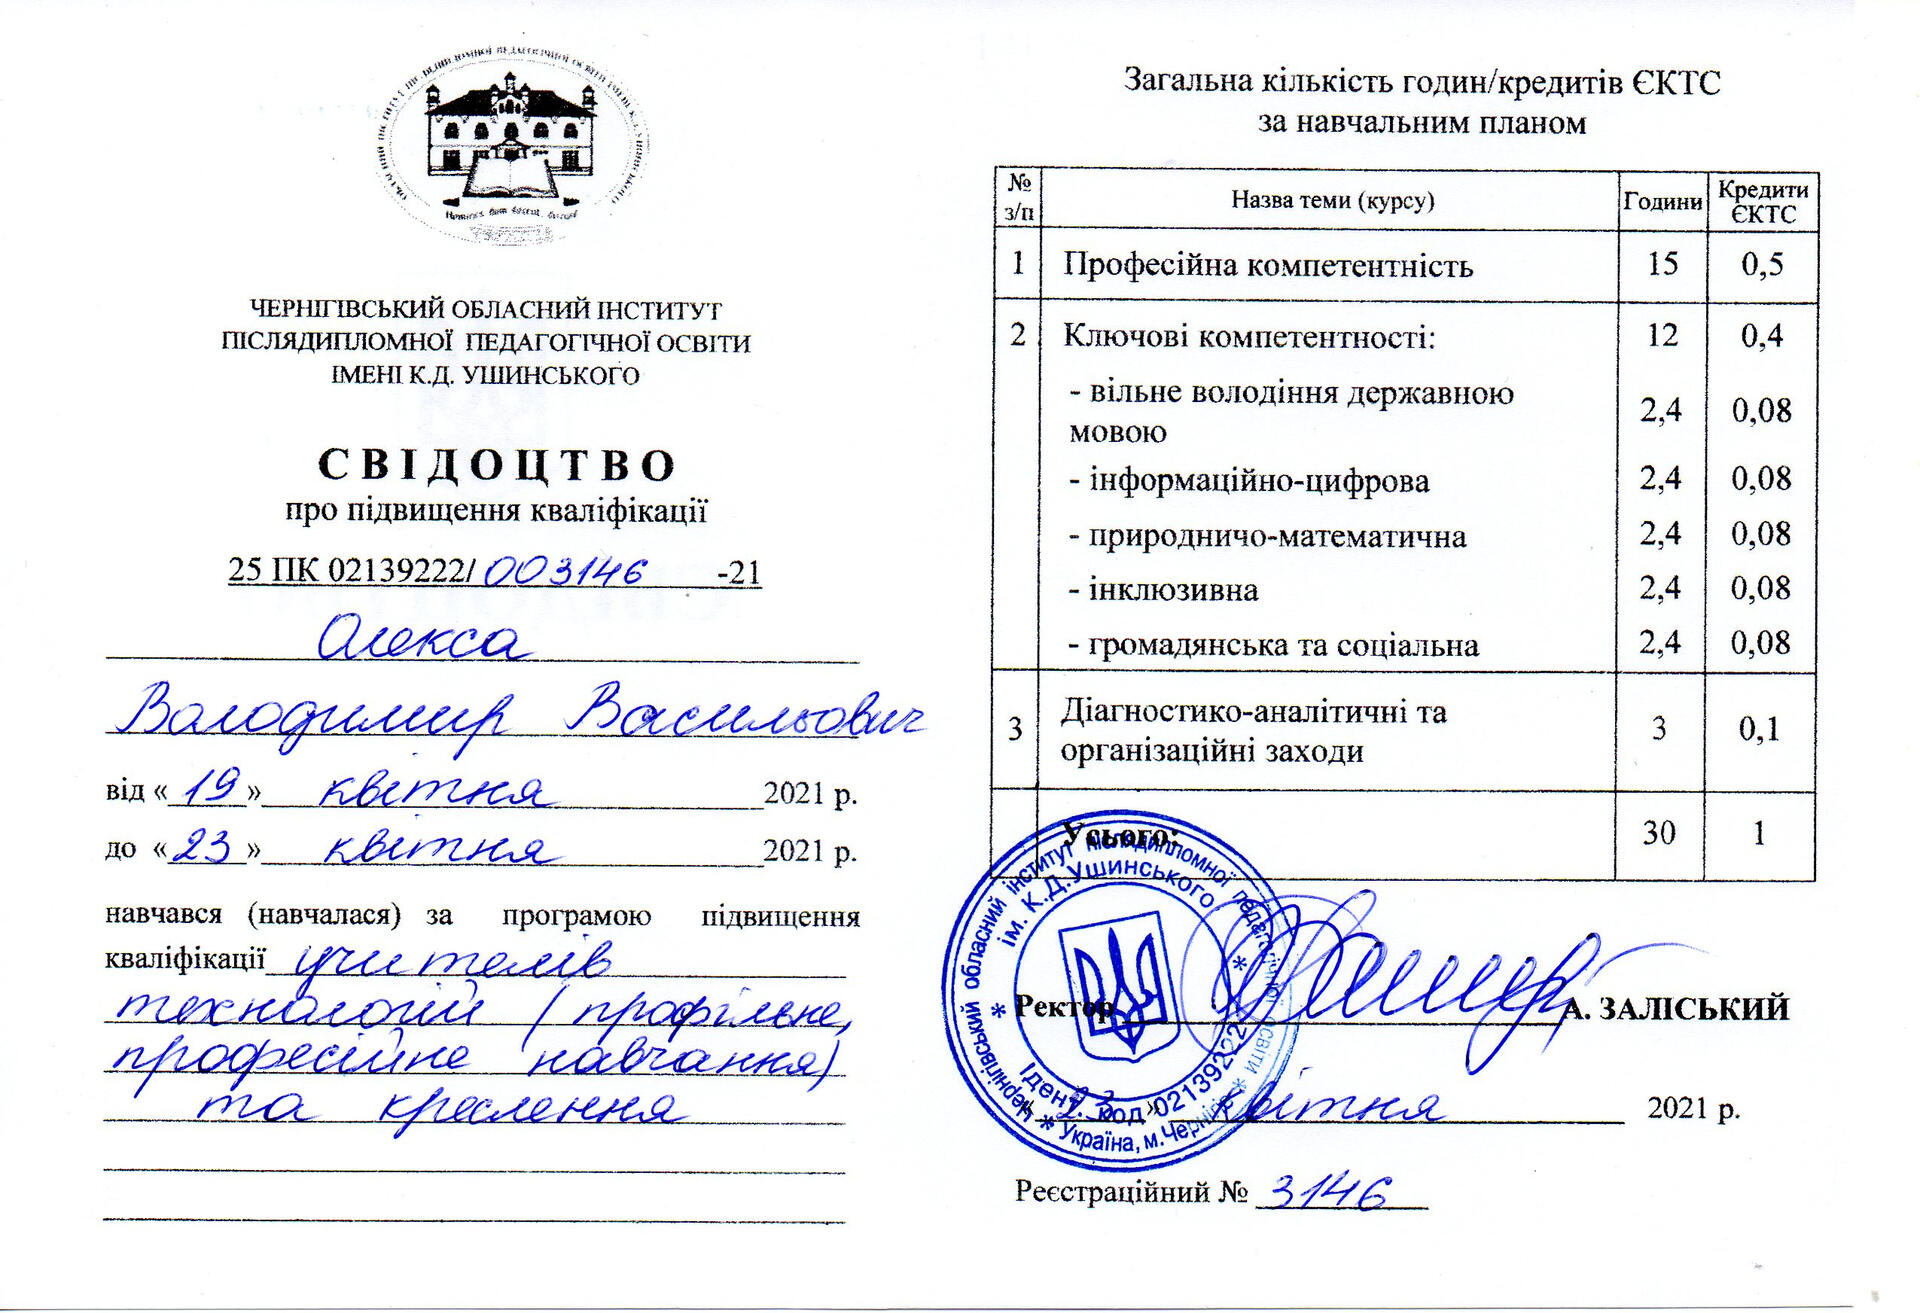 ЧЕРНІГІВСЬКИЙ ОБЛАСНИЙ ІНСТИТУТ
ПІСЛЯДИПЛОМНОЇ ПЕДАГОГІЧНОЇ ОСВІТИ
ІМЕНІ К.Д. УШИНСЬКОГО
СВІДОЦТВО
про підвищення кваліфікації
25 ПК 02139222/ 003146 -21
Олекса
Володимир Васильович
від « 19 » квітня 2021 р.
до « 23 » квітня 2021 р.
навчався (навчалася) за програмою підвищення
кваліфікації учителів
технологій (профільне,
професійне навчання)
та креслення
Загальна кількість годин/кредитів ЄКТС
за навчальним планом
№ з/п Назва теми (курсу) Години Кредити ЄКТС
1 Професійна компетентність 15 0,5
2 Ключові компетентності: 12 0,4
- вільне володіння державною
мовою 2,4 0,08
- інформаційно-цифрова 2,4 0,08
- природничо-математична 2,4 0,08
- інклюзивна 2,4 0,08
- громадянська та соціальна 2,4 0,08
3 Діагностико-аналітичні та
організаційні заходи 3 0,1
Усього: 30 1
Ректор А. ЗАЛІСЬКИЙ
« 23 » квітня 2021 р.
Реєстраційний № 3146
Чернігівський обласний інститут післядипломної педагогічної освіти
ім. К.Д.Ушинського
Ідент. код 02139222
* Україна, м.Чернігів *